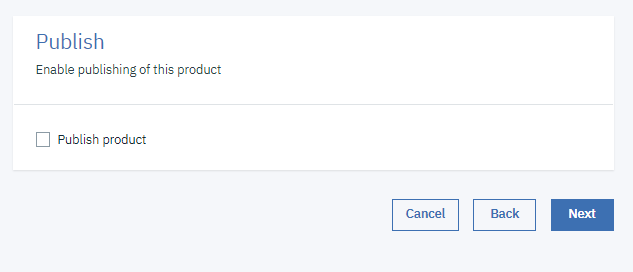 Publish
Enable publishing of this product
Publish product
Cancel
Back
Next